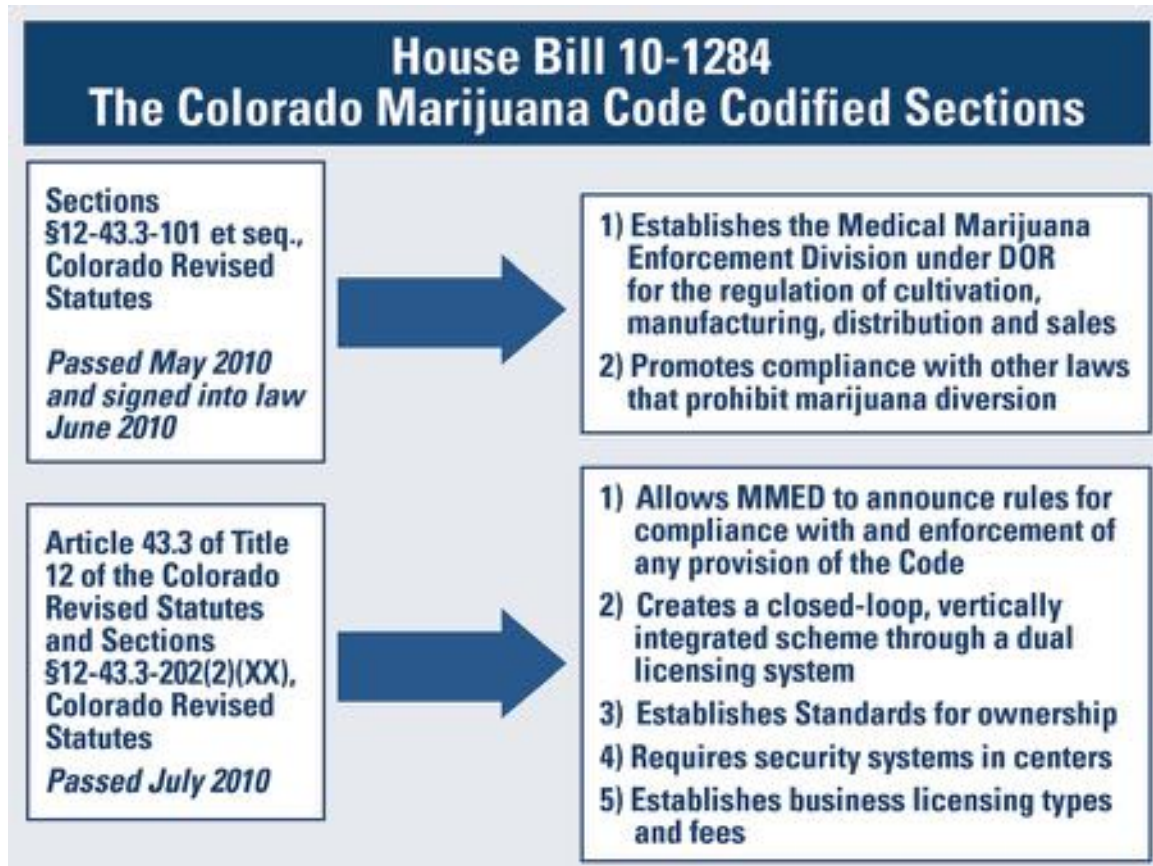 House Bill 10-1284
The Colorado Marijuana Code Codified Sections
Sections
§12-43.3-101 et seq.,
Colorado Revised
Statutes
Passed May 2010
and signed into law
June 2010
1) Establishes the Medical Marijuana
Enforcement Division under DOR
for the regulation of cultivation,
manufacturing, distribution and sales
2) Promotes compliance with other laws
that prohibit marijuana diversion
Article 43.3 of Title
12 of the Colorado
Revised Statutes
and Sections
§12-43.3-202(2)(XX),
Colorado Revised
Statutes
Passed July 2010
1) Allows MMED to announce rules for
compliance with and enforcement of
any provision of the Code
2) Creates a closed-loop, vertically
integrated scheme through a dual
licensing system
3) Establishes Standards for ownership
4) Requires security systems in centers
5) Establishes business licensing types
and fees